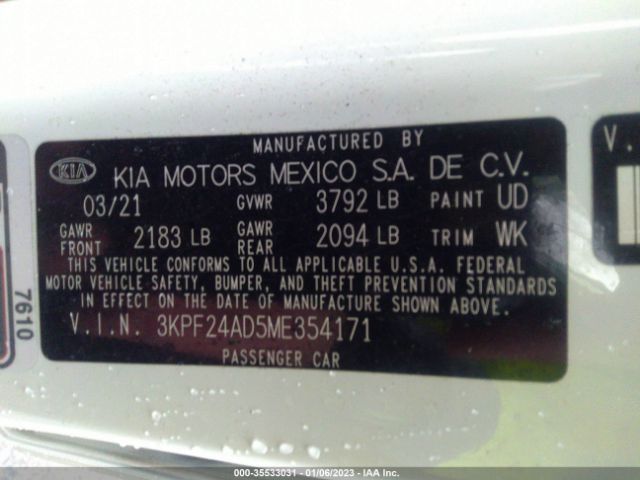 MANUFACTURED BY
KIA KIA MOTORS MEXICO S.A. DE C.V.
03/21 GVWR 3792 LB PAINT UD
GAWR FRONT 2183 LB GAWR REAR 2094 LB TRIM WK
THIS VEHICLE CONFORMS TO ALL APPLICABLE U.S.A. FEDERAL
MOTOR VEHICLE SAFETY, BUMPER, AND THEFT PREVENTION STANDARDS
IN EFFECT ON THE DATE OF MANUFACTURE SHOWN ABOVE.
V.I.N. 3KPF24AD5ME354171
PASSENGER CAR
7610
V.
000-35533031 - 01/06/2023 - IAA Inc.